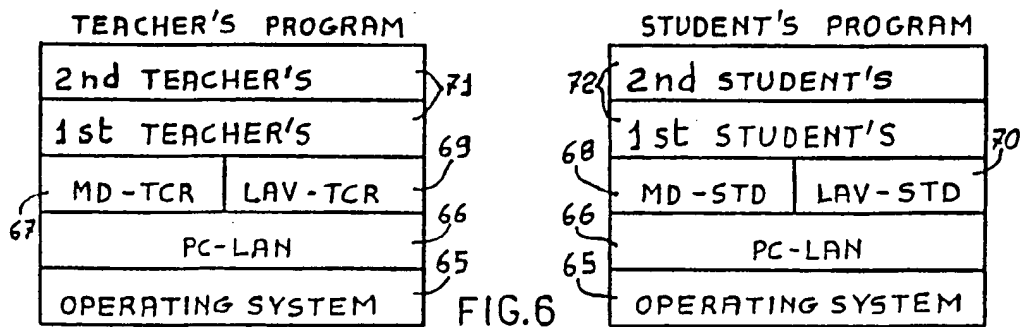 TEACHER'S PROGRAM
2nd TEACHER'S
71
1st TEACHER'S
69
MD-TCR LAV-TCR
67
66
PC-LAN
65
OPERATING SYSTEM
STUDENT'S PROGRAM
72 2nd STUDENT'S
1st STUDENT'S
68 70
MD-STD LAV-STD
66
PC-LAN
65
OPERATING SYSTEM
FIG.6